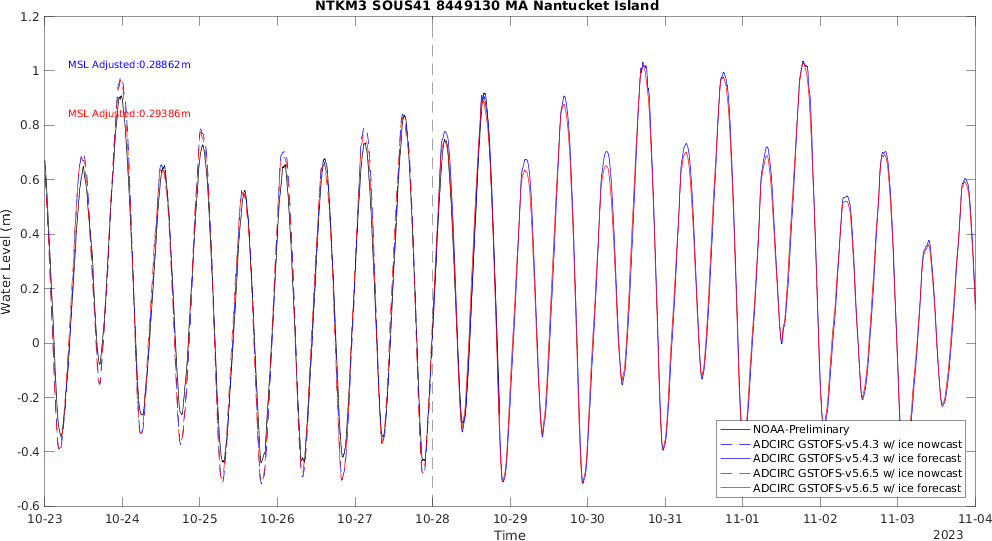 NTKM3 SOUS41 8449130 MA Nantucket Island
1.2
1
0.8
0.6
0.4
0.2
0
-0.2
-0.4
-0.6
Water Level (m)
MSL Adjusted:0.28862m
MSL Adjusted:0.29386m
NOAA-Preliminary
ADCIRC GSTOFS-v5.4.3 w/ ice nowcast
ADCIRC GSTOFS-v5.4.3 w/ ice forecast
ADCIRC GSTOFS-v5.6.5 w/ ice nowcast
ADCIRC GSTOFS-v5.6.5 w/ ice forecast
10-23 10-24 10-25 10-26 10-27 10-28 10-29 10-30 10-31 11-01 11-02 11-03 11-04
Time
2023